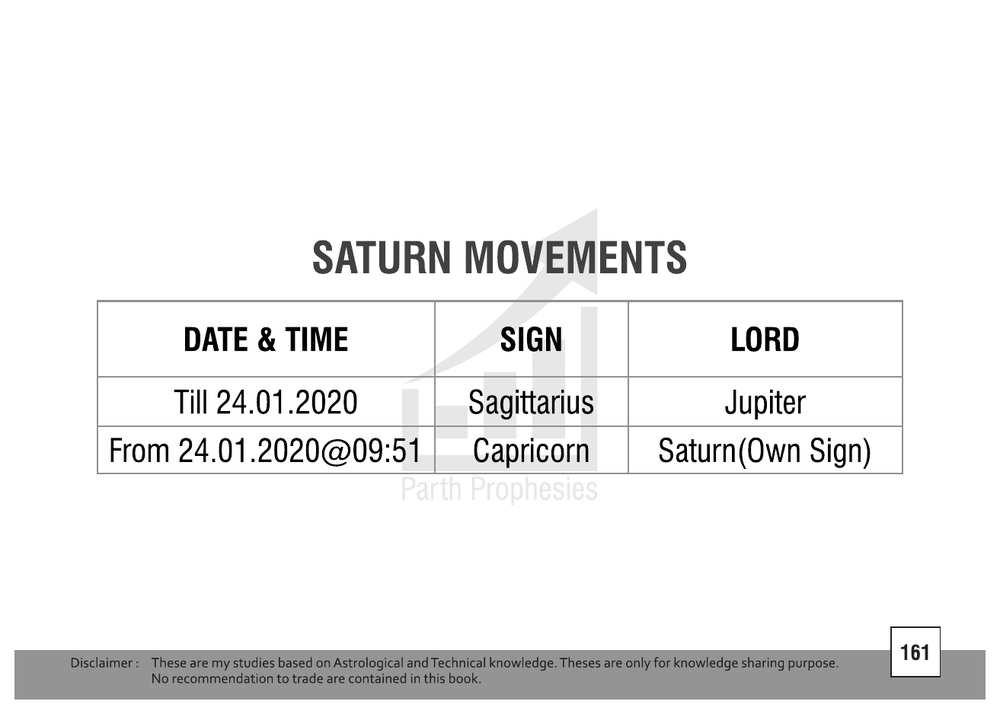 SATURN MOVEMENTS
DATE & TIME SIGN LORD
Till 24.01.2020 Sagittarius Jupiter
From 24.01.2020@09:51 Capricorn Saturn(Own Sign)
Parth Prophesies
Disclaimer : These are my studies based on Astrological and Technical knowledge. Theses are only for knowledge sharing purpose.
No recommendation to trade are contained in this book.
161